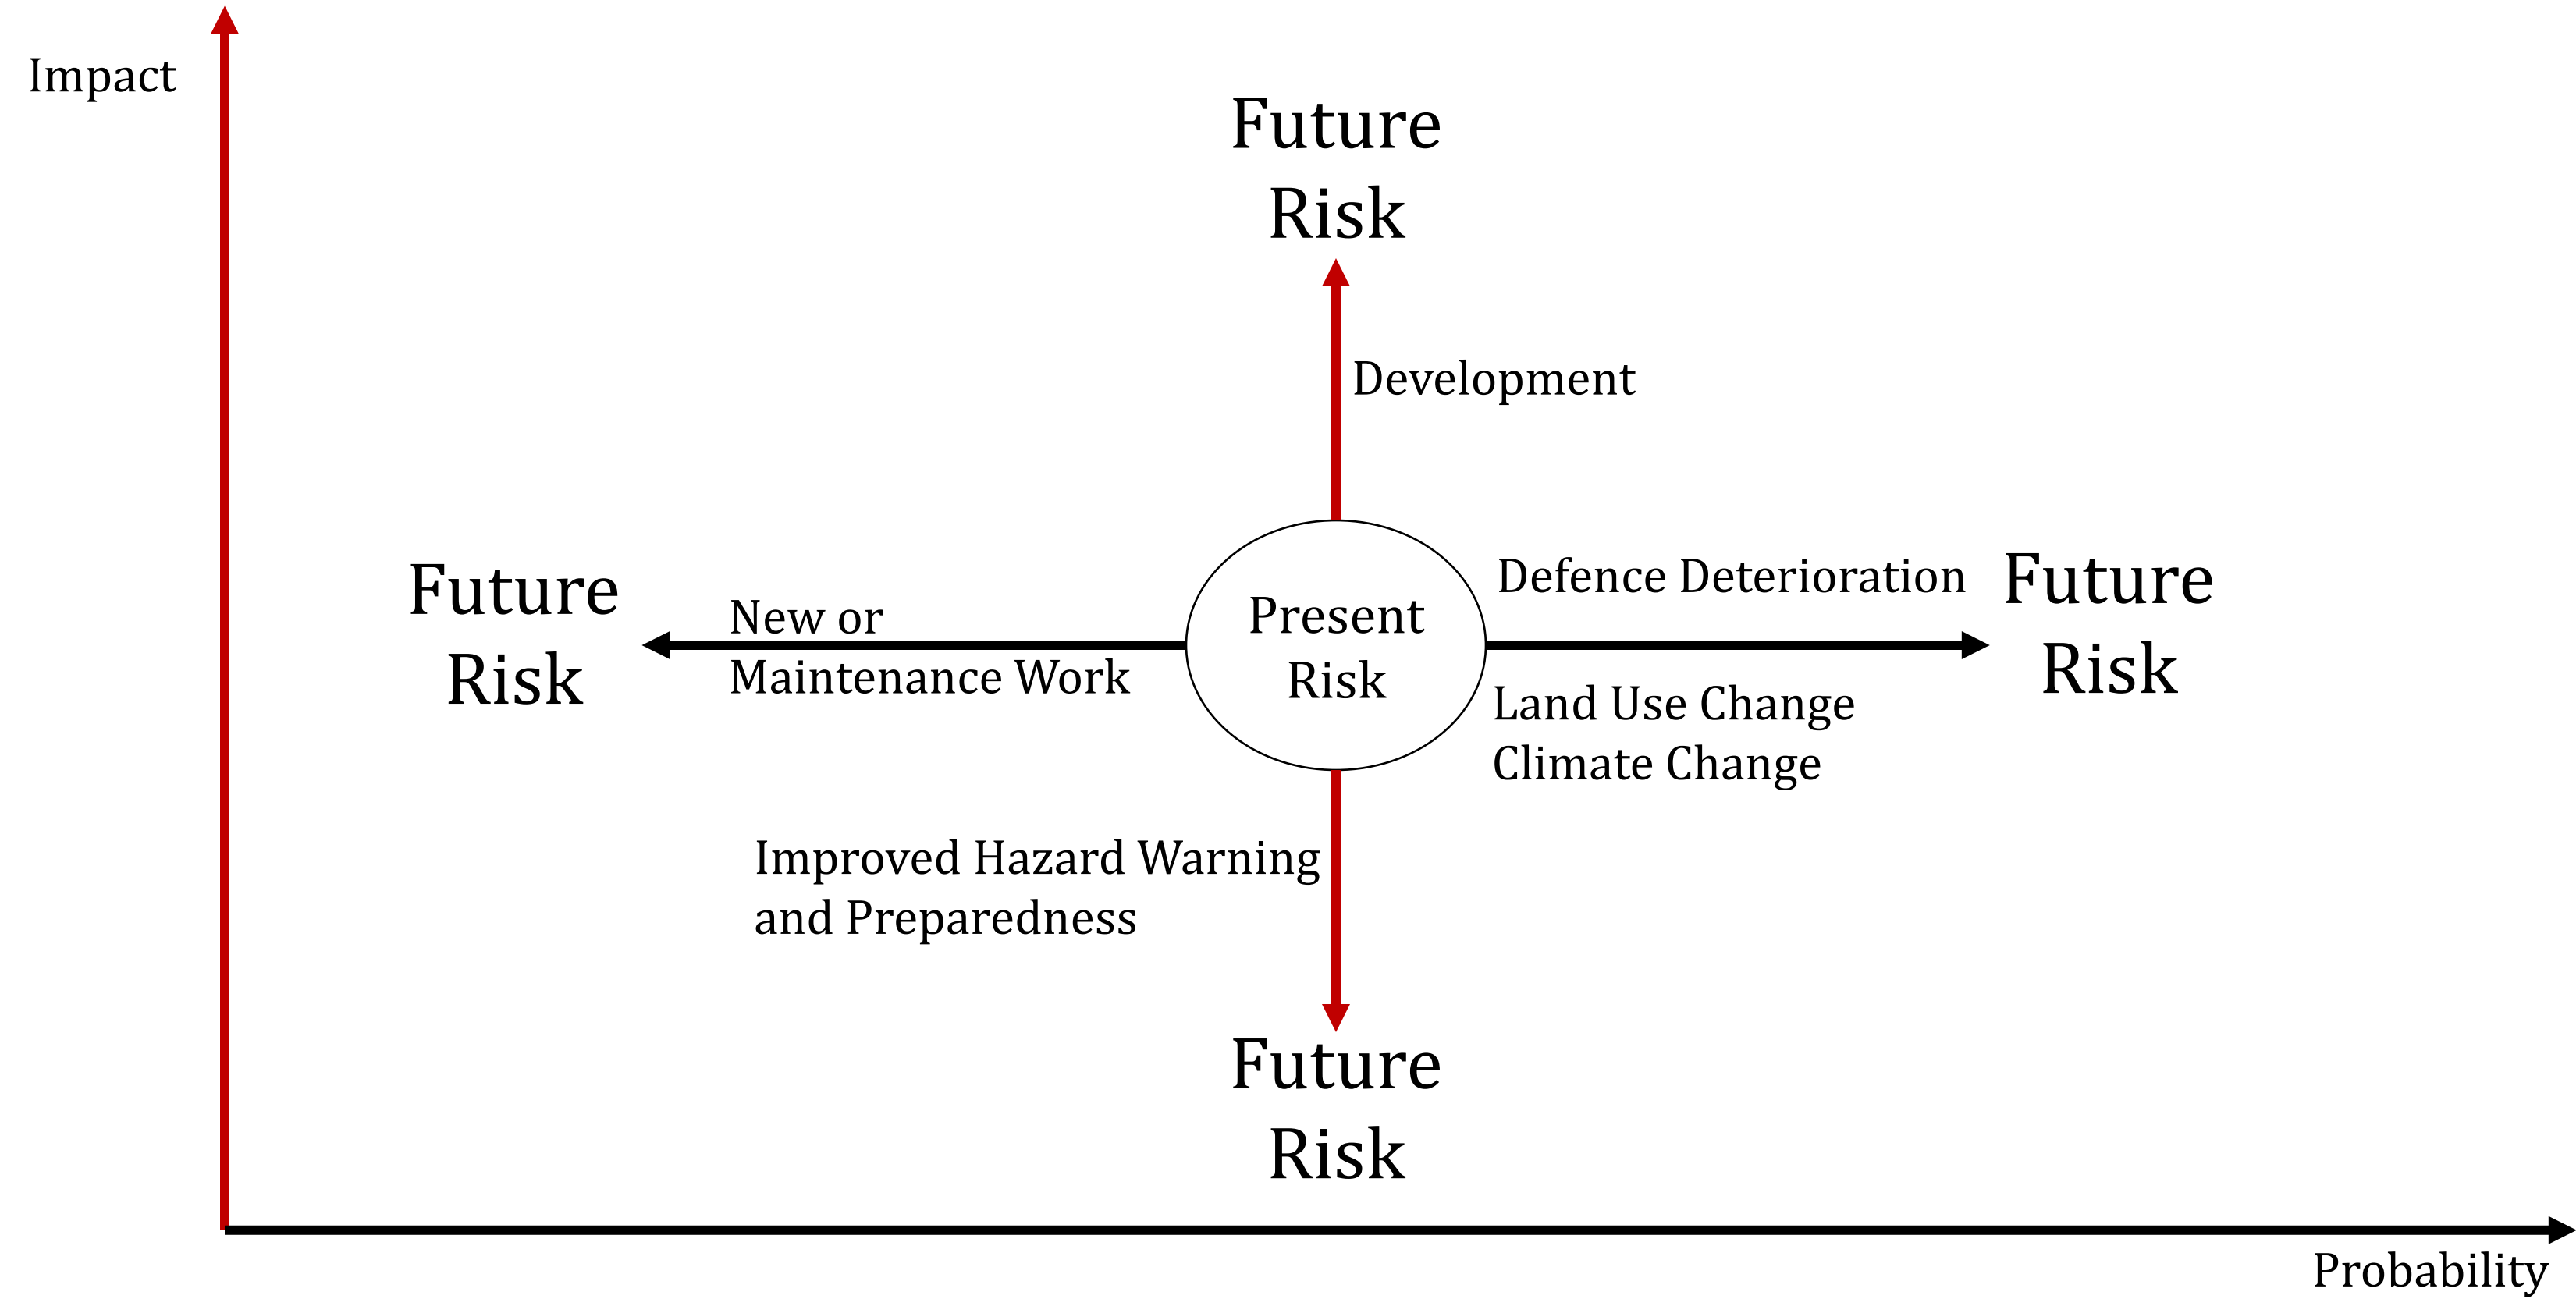 Impact
Future
Risk
Development
Future
Risk
New or
Maintenance Work
Present
Risk
Defence Deterioration
Land Use Change
Climate Change
Future
Risk
Improved Hazard Warning
and Preparedness
Future
Risk
Probability